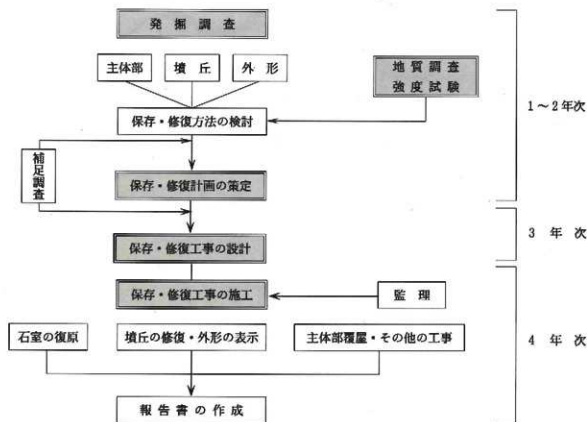 発掘調査
主体部
墳丘
外形
地質調査
強度試験
1～2年次
保存・修復方法の検討
補足調査
保存・修復計画の策定
3年次
保存・修復工事の設計
保存・修復工事の施工
監理
石室の復原
墳丘の修復・外形の表示
主体部覆屋・その他の工事
4年次
報告書の作成